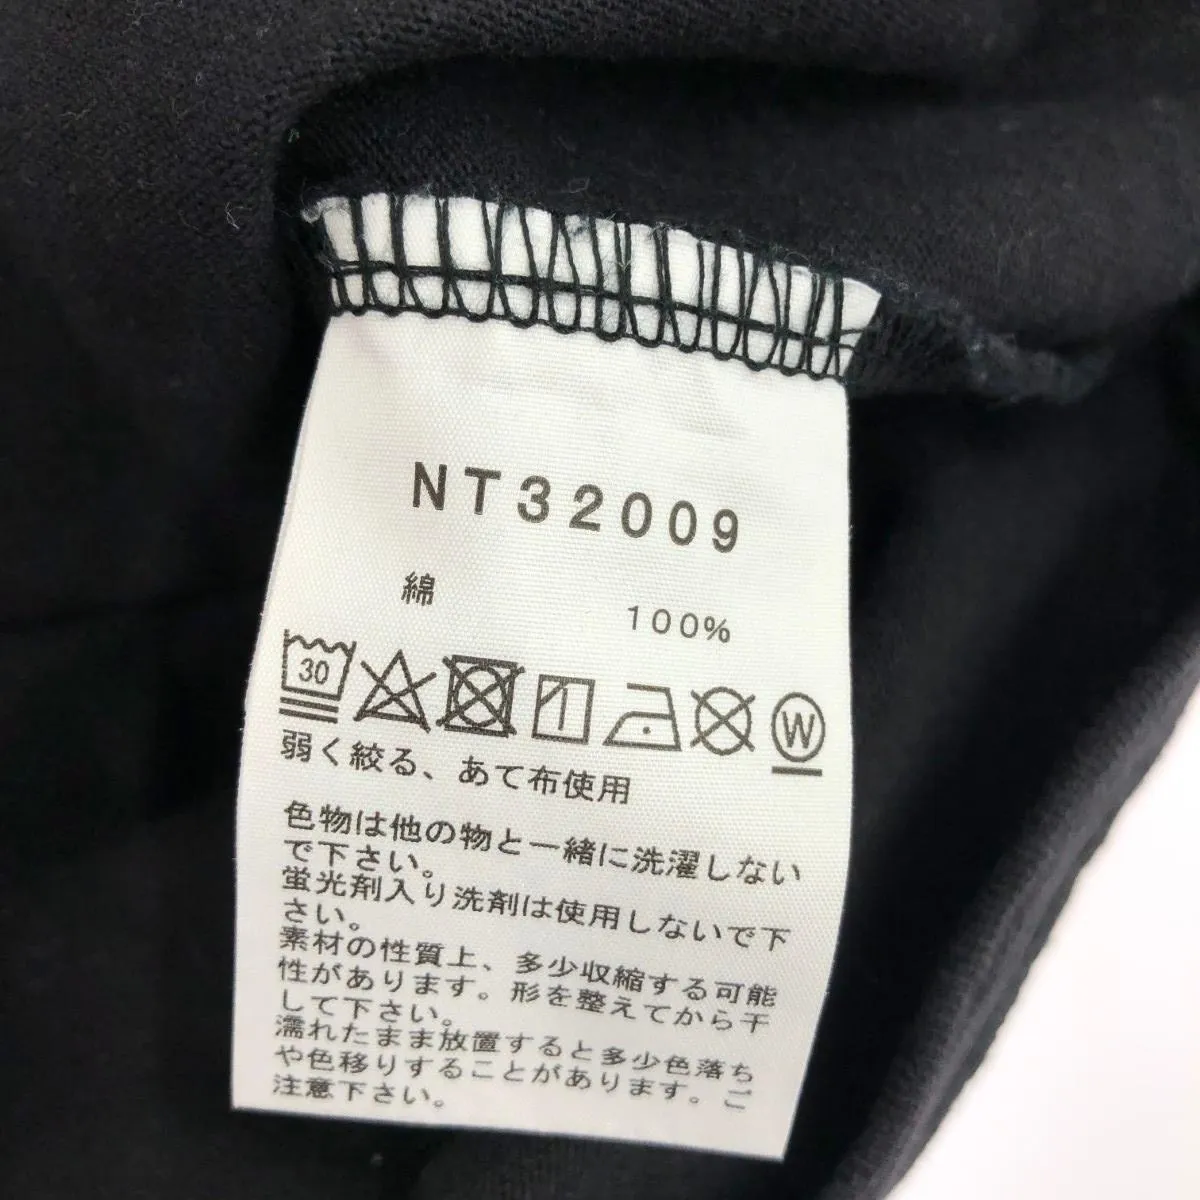 NT32009
綿 100%
30 W
弱く絞る、あて布使用
色物は他の物と一緒に洗濯しない
で下さい。
蛍光剤入り洗剤は使用しないで下
さい。
素材の性質上、多少収縮する可能
性があります。形を整えてから干
して下さい。
濡れたまま放置すると多少色落ち
や色移りすることがあります。ご
注意下さい。